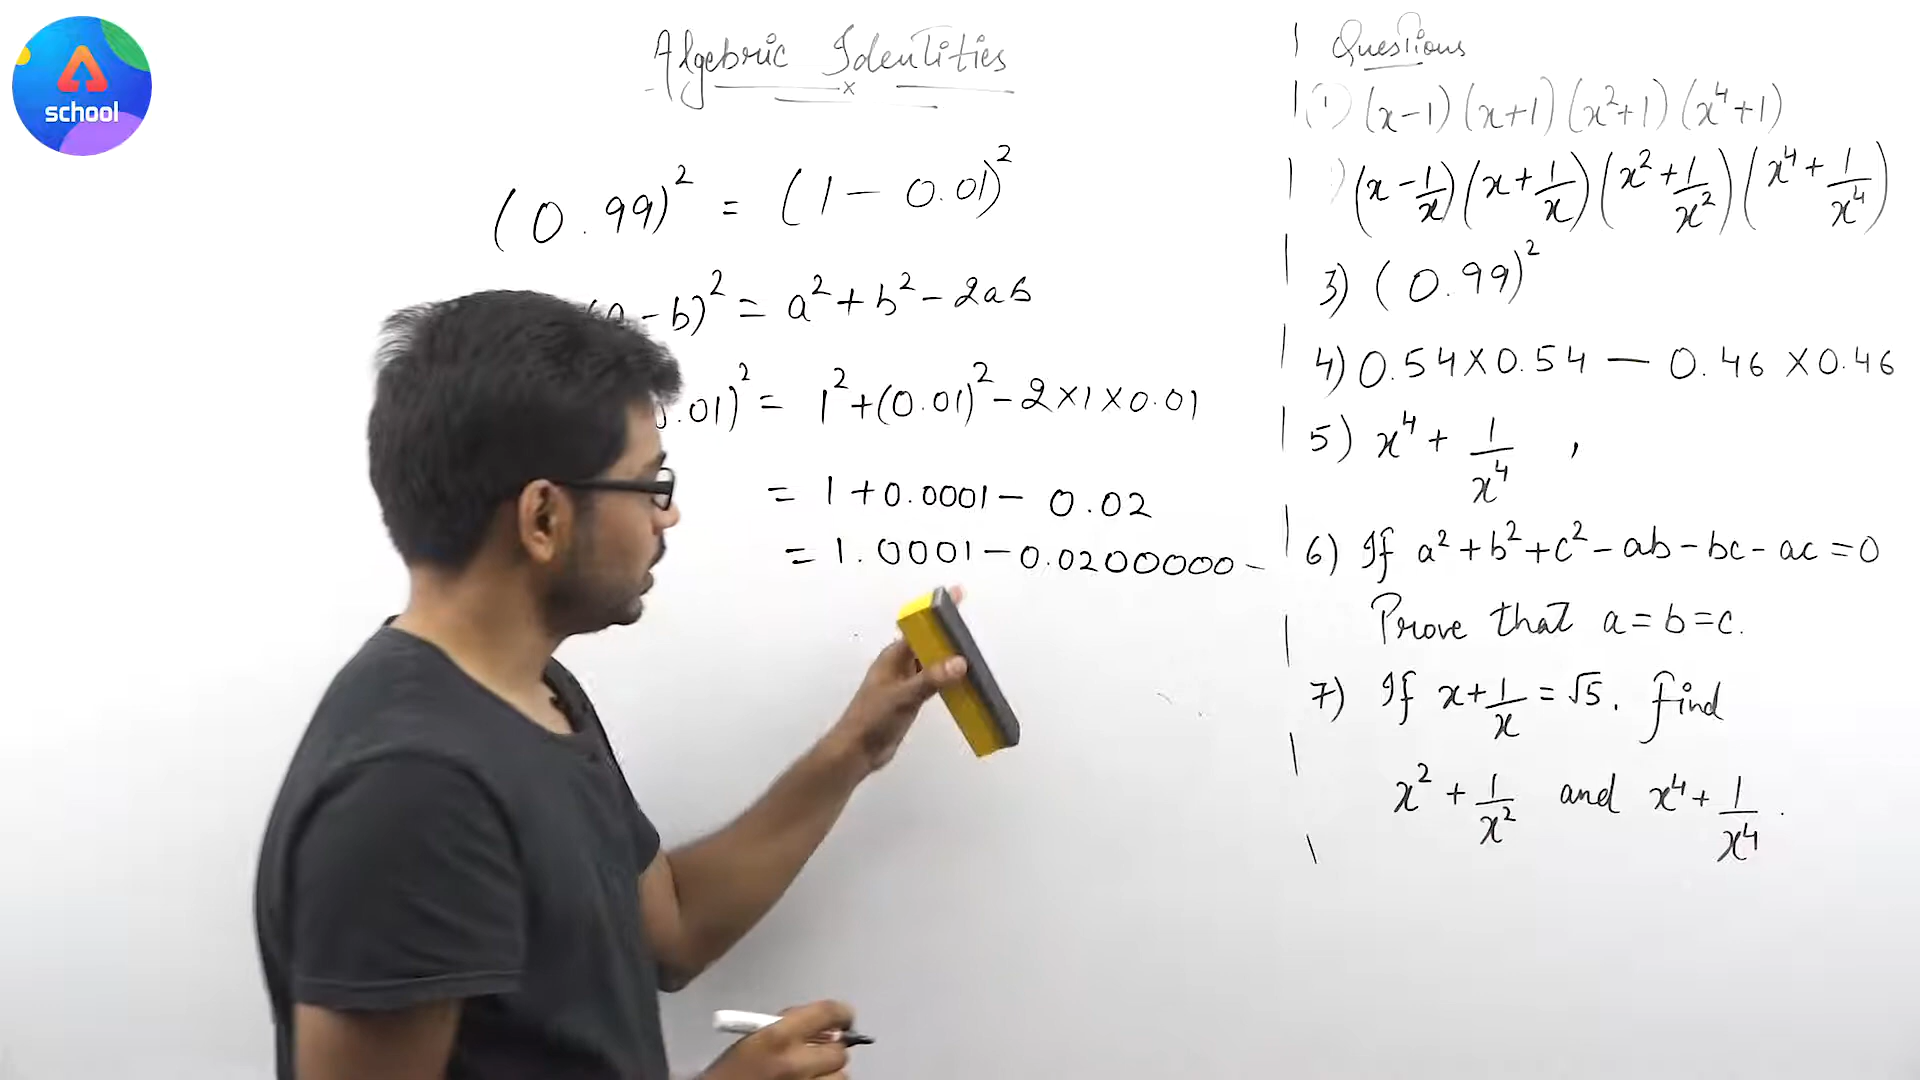 school
Algebric Identities
(0.99)² = (1 - 0.01)²
- b)² = a² + b² - 2ab
.01)² = 1² + (0.01)² - 2×1×0.01
= 1 + 0.0001 - 0.02
= 1.0001 - 0.0200000 -
Questions
(1) (x-1) (x+1) (x²+1) (x⁴+1)
) (x - 1/x) (x + 1/x) (x² + 1/x²) (x⁴ + 1/x⁴)
3) (0.99)²
4) 0.54 × 0.54 — 0.46 × 0.46
5) x⁴ + 1/x⁴ ,
6) If a² + b² + c² - ab - bc - ac = 0
Prove that a = b = c.
7) If x + 1/x = √5. find
x² + 1/x² and x⁴ + 1/x⁴.